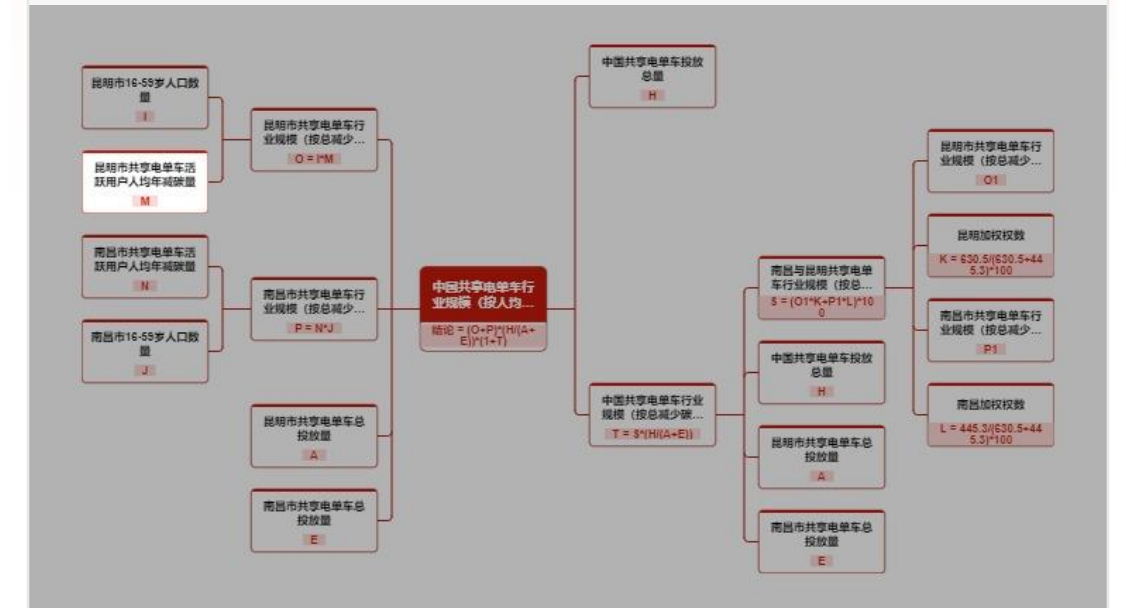 昆明市16-59岁人口数
量
I
昆明市共享电单车活
跃用户人均年减碳量
M
南昌市共享电单车活
跃用户人均年减碳量
N
南昌市16-59岁人口数
量
J
昆明市共享电单车行
业规模（按总减少...
O = I*M
南昌市共享电单车行
业规模（按总减少...
P = N*J
昆明市共享电单车总
投放量
A
南昌市共享电单车总
投放量
E
中国共享电单车行
业规模（按人均...
结论 = (O+P)*(H/(A+
E))*(1+T)
中国共享电单车投放
总量
H
中国共享电单车行业
规模（按总减少碳...
T = S*(H/(A+E))
南昌与昆明共享电单
车行业规模（按总...
S = (O1*K+P1*L)*10
0
中国共享电单车投放
总量
H
昆明市共享电单车总
投放量
A
南昌市共享电单车总
投放量
E
昆明市共享电单车行
业规模（按总减少...
O1
昆明加权权数
K = 630.5/(630.5+44
5.3)*100
南昌市共享电单车行
业规模（按总减少...
P1
南昌加权权数
L = 445.3/(630.5+44
5.3)*100